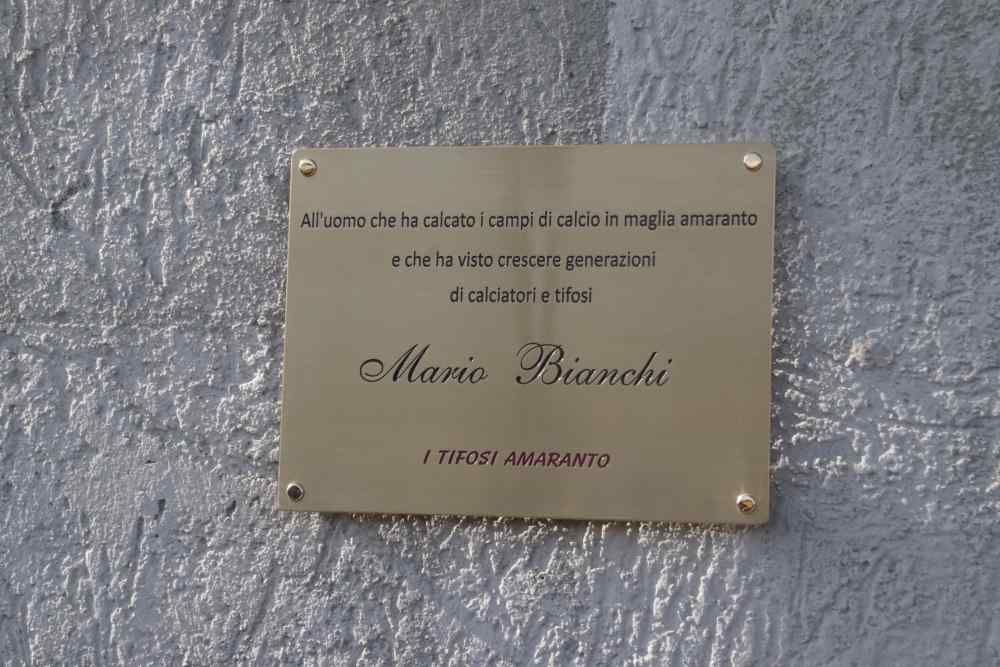 All'uomo che ha calcato i campi di calcio in maglia amaranto
e che ha visto crescere generazioni
di calciatori e tifosi
Mario Bianchi
I TIFOSI AMARANTO